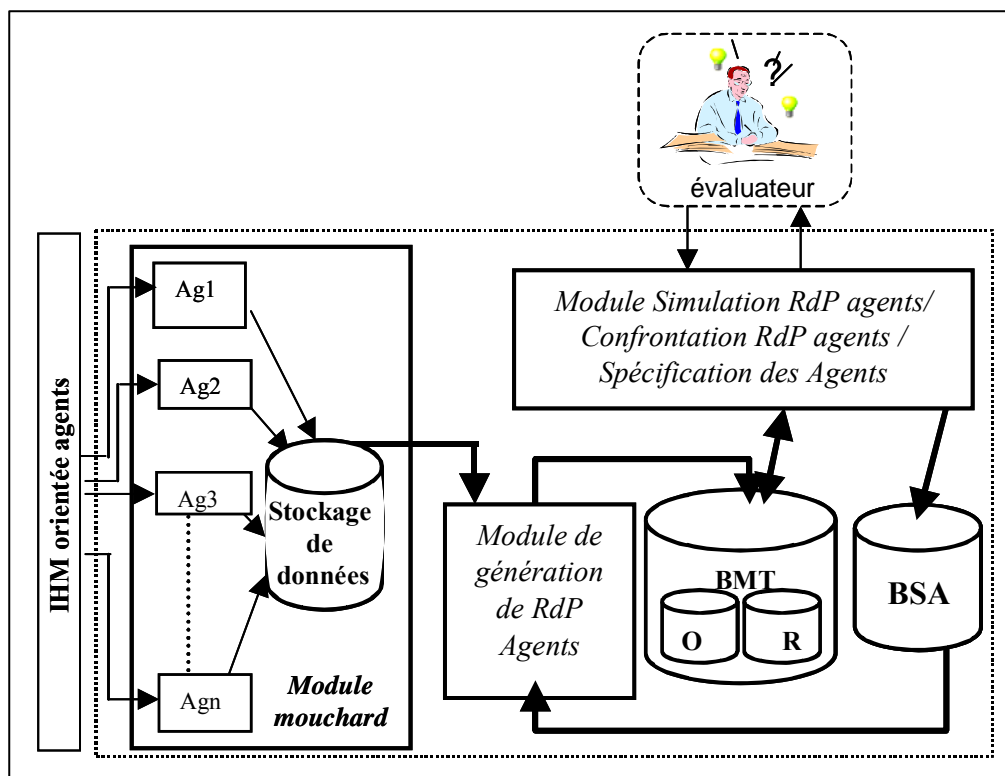 ?
évaluateur
IHM orientée agents
Ag1
Ag2
Ag3
Agn
Stockage
de
données
Module
mouchard
Module Simulation RdP agents/
Confrontation RdP agents /
Spécification des Agents
Module de
génération
de RdP
Agents
BMT
O
R
BSA